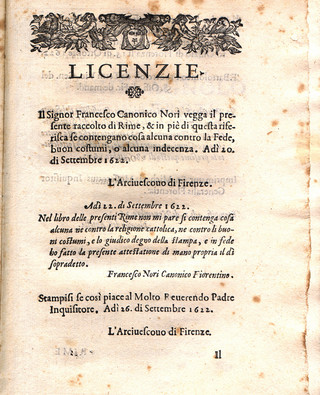 LICENZIE.
Il Signor Francesco Canonico Nori vegga il pre-
sente raccolto di Rime, & in piè di questa rife-
risca se contengano cosa alcuna contro la Fede,
buon costumi, o alcuna indecenza. Adì 20.
di Settembre 1622.
L'Arciuescouo di Firenze.
Adì 22. di Settembre 1622.
Nel libro delle presenti Rime non mi pare si contenga cosa
alcuna ne contro la religione cattolica, ne contro li buo-
ni costumi, e lo giudico degno della stampa, e in fede
ho fatto la presente attestatione di mano propria il dì
sopradetto.
Francesco Nori Canonico Fiorentino.
Stampisi se così piace al Molto Reuerendo Padre
Inquisitore. Adì 26. di Settembre 1622.
L'Arciuescouo di Firenze.
Il